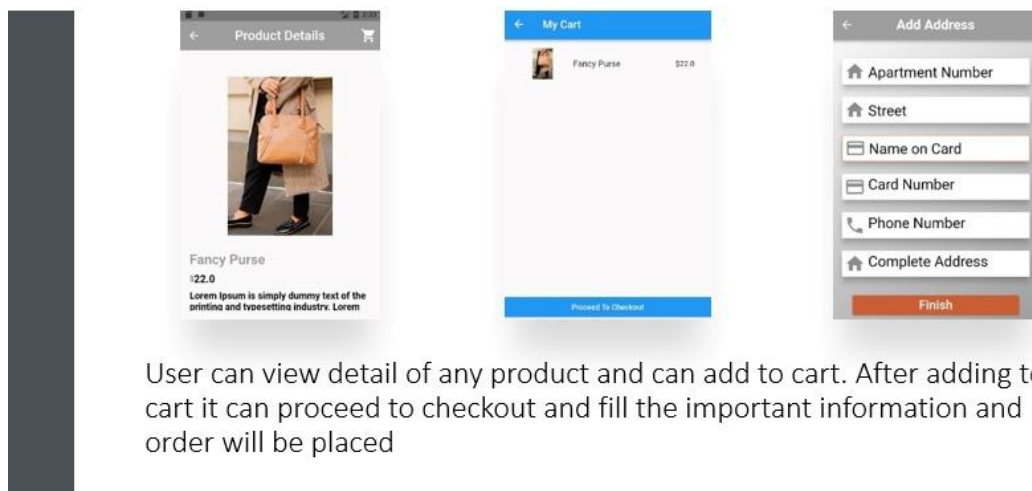 2:33
Product Details
Fancy Purse
$22.0
Lorem Ipsum is simply dummy text of the
printing and typesetting industry. Lorem
My Cart
Fancy Purse $22.0
Proceed To Checkout
Add Address
Apartment Number
Street
Name on Card
Card Number
Phone Number
Complete Address
Finish
User can view detail of any product and can add to cart. After adding
cart it can proceed to checkout and fill the important information and
order will be placed